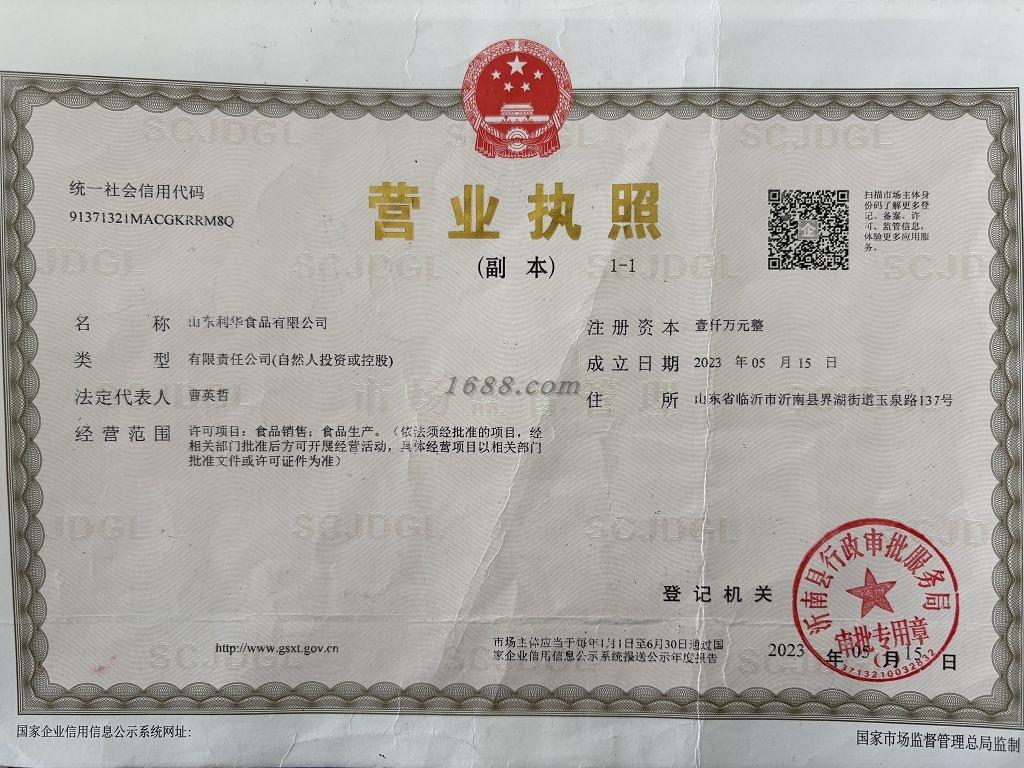 统一社会信用代码
91371321MACGKRRM8Q
营业执照
(副 本) 1-1
扫描市场主体身
份码了解更多登
记、备案、许
可、监管信息,
体验更多应用服
务。
名 称 山东利华食品有限公司
类 型 有限责任公司(自然人投资或控股)
法定代表人 曹英哲
经营范围 许可项目:食品销售;食品生产。(依法须经批准的项目,经
相关部门批准后方可开展经营活动,具体经营项目以相关部门
批准文件或许可证件为准)
注册资本 壹仟万元整
成立日期 2023 年 05 月 15 日
住 所 山东省临沂市沂南县界湖街道玉泉路137号
1688.com
登记机关
沂南县行政审批服务局
审批专用章
3713210032832
2023 年 05 月 15 日
http://www.gsxt.gov.cn
市场主体应当于每年1月1日至6月30日通过国
家企业信用信息公示系统报送公示年度报告
国家企业信用信息公示系统网址:
国家市场监督管理总局监制
SCJDGL
SCJDGL
SCJDGL
JDGL
SCJDGL
SCJDGL
SCJDGL
JDGL
SCJDGL
SCJDGL